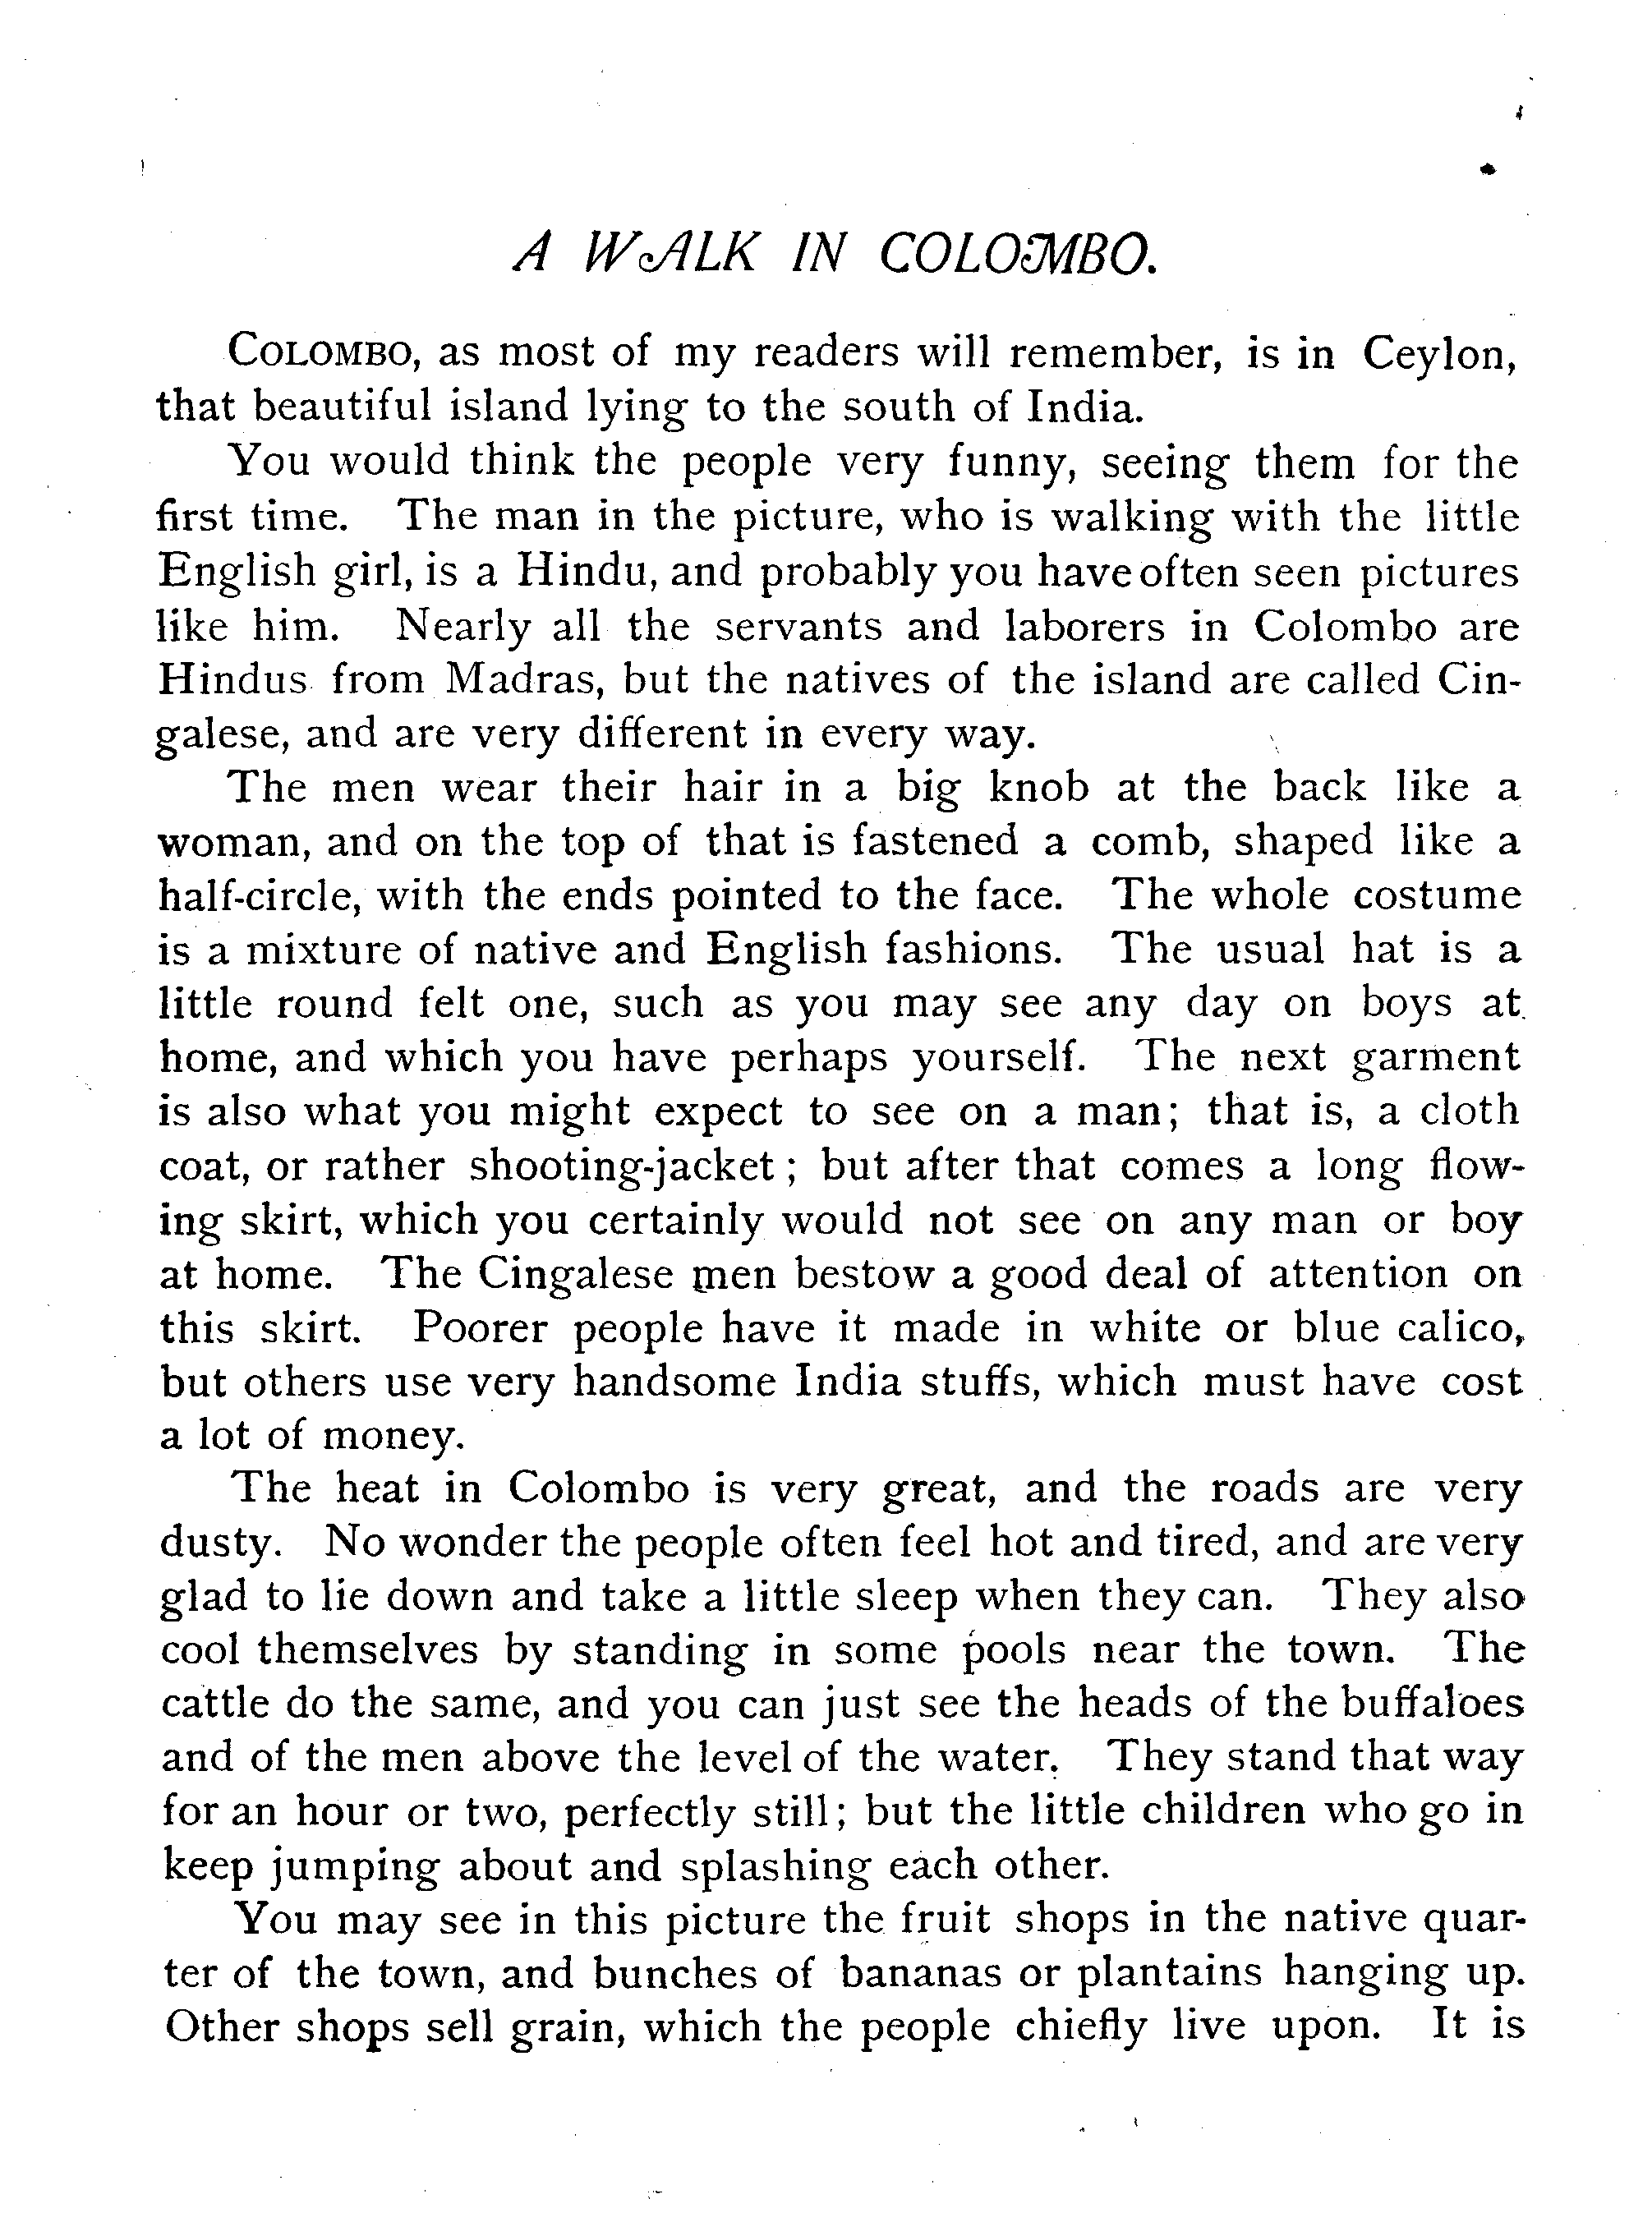 A WALK IN COLOMBO.
COLOMBO, as most of my readers will remember, is in Ceylon,
that beautiful island lying to the south of India.
You would think the people very funny, seeing them for the
first time. The man in the picture, who is walking with the little
English girl, is a Hindu, and probably you have often seen pictures
like him. Nearly all the servants and laborers in Colombo are
Hindus from Madras, but the natives of the island are called Cin-
galese, and are very different in every way.
The men wear their hair in a big knob at the back like a
woman, and on the top of that is fastened a comb, shaped like a
half-circle, with the ends pointed to the face. The whole costume
is a mixture of native and English fashions. The usual hat is a
little round felt one, such as you may see any day on boys at
home, and which you have perhaps yourself. The next garment
is also what you might expect to see on a man; that is, a cloth
coat, or rather shooting-jacket; but after that comes a long flow-
ing skirt, which you certainly would not see on any man or boy
at home. The Cingalese men bestow a good deal of attention on
this skirt. Poorer people have it made in white or blue calico,
but others use very handsome India stuffs, which must have cost
a lot of money.
The heat in Colombo is very great, and the roads are very
dusty. No wonder the people often feel hot and tired, and are very
glad to lie down and take a little sleep when they can. They also
cool themselves by standing in some pools near the town. The
cattle do the same, and you can just see the heads of the buffaloes
and of the men above the level of the water. They stand that way
for an hour or two, perfectly still; but the little children who go in
keep jumping about and splashing each other.
You may see in this picture the fruit shops in the native quar-
ter of the town, and bunches of bananas or plantains hanging up.
Other shops sell grain, which the people chiefly live upon. It is